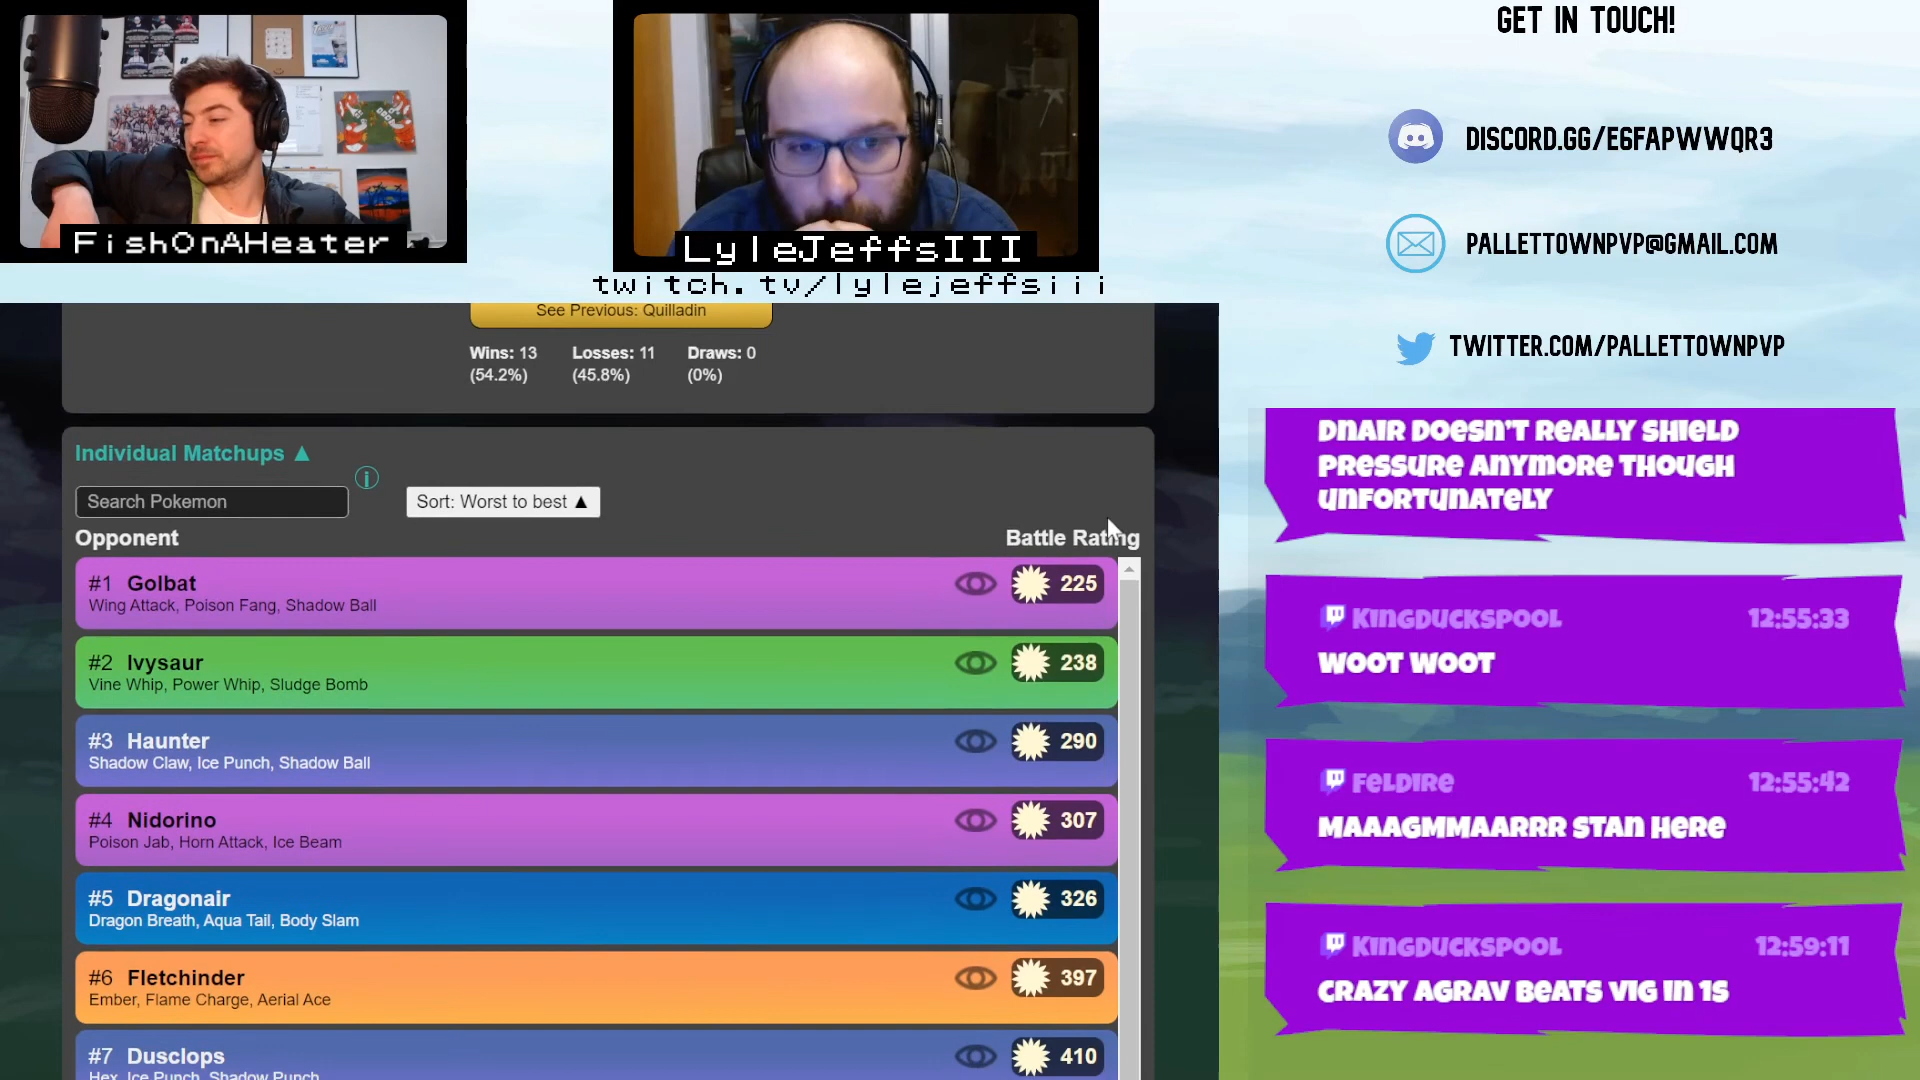 FishOnAHeater
LyleJeffsIII
twitch.tv/lylejeffsiii
GET IN TOUCH!
DISCORD.GG/E6FAPWWQR3
PALLETTOWNPVP@GMAIL.COM
TWITTER.COM/PALLETTOWNPVP
See Previous: Quilladin
Wins: 13 Losses: 11 Draws: 0
(54.2%) (45.8%) (0%)
Individual Matchups ▲
Search Pokemon
Sort: Worst to best ▲
Opponent Battle Rating
#1 Golbat 225
Wing Attack, Poison Fang, Shadow Ball
#2 Ivysaur 238
Vine Whip, Power Whip, Sludge Bomb
#3 Haunter 290
Shadow Claw, Ice Punch, Shadow Ball
#4 Nidorino 307
Poison Jab, Horn Attack, Ice Beam
#5 Dragonair 326
Dragon Breath, Aqua Tail, Body Slam
#6 Fletchinder 397
Ember, Flame Charge, Aerial Ace
#7 Dusclops 410
Hex, Ice Punch, Shadow Punch
DNAIR DOESN'T REALLY SHIELD
PRESSURE ANYMORE THOUGH
UNFORTUNATELY
KINGDUCKSPOOL 12:55:33
WOOT WOOT
FELDIRE 12:55:42
MAAAGMMAARRR STAN HERE
KINGDUCKSPOOL 12:59:11
CRAZY AGRAV BEATS VIG IN 1S